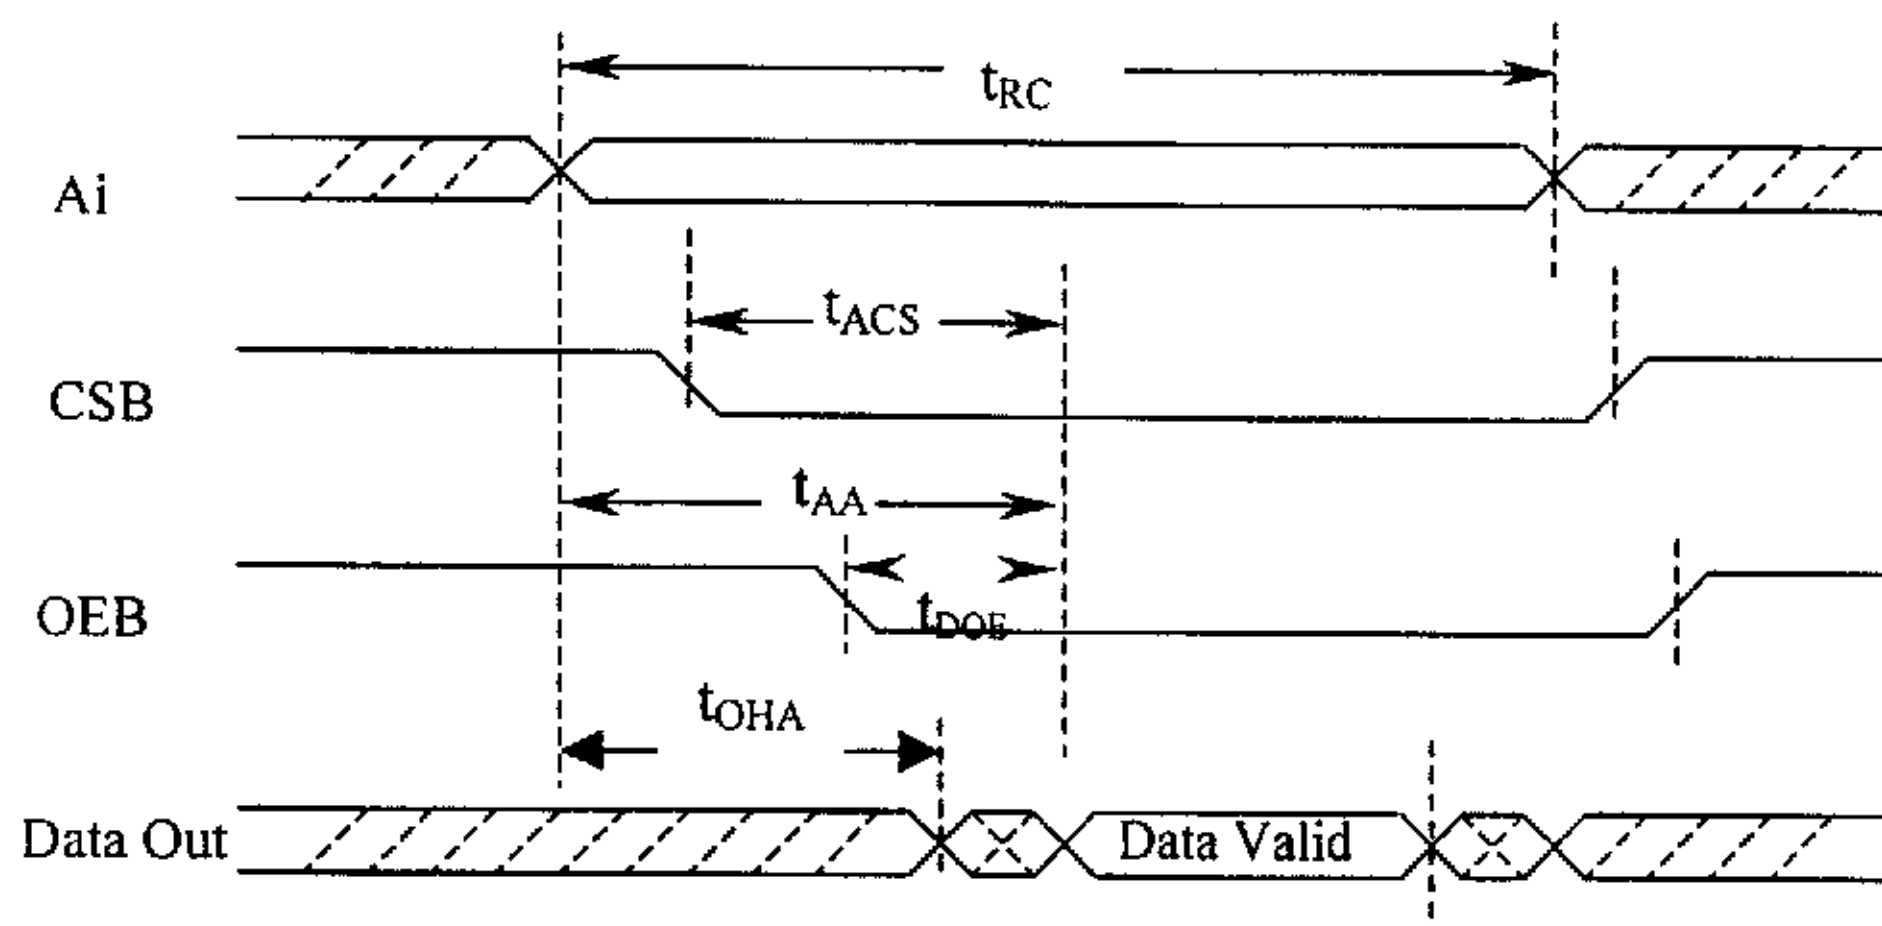 tRC
Ai
tACS
CSB
tAA
OEB
tDOE
tOHA
Data Out
Data Valid